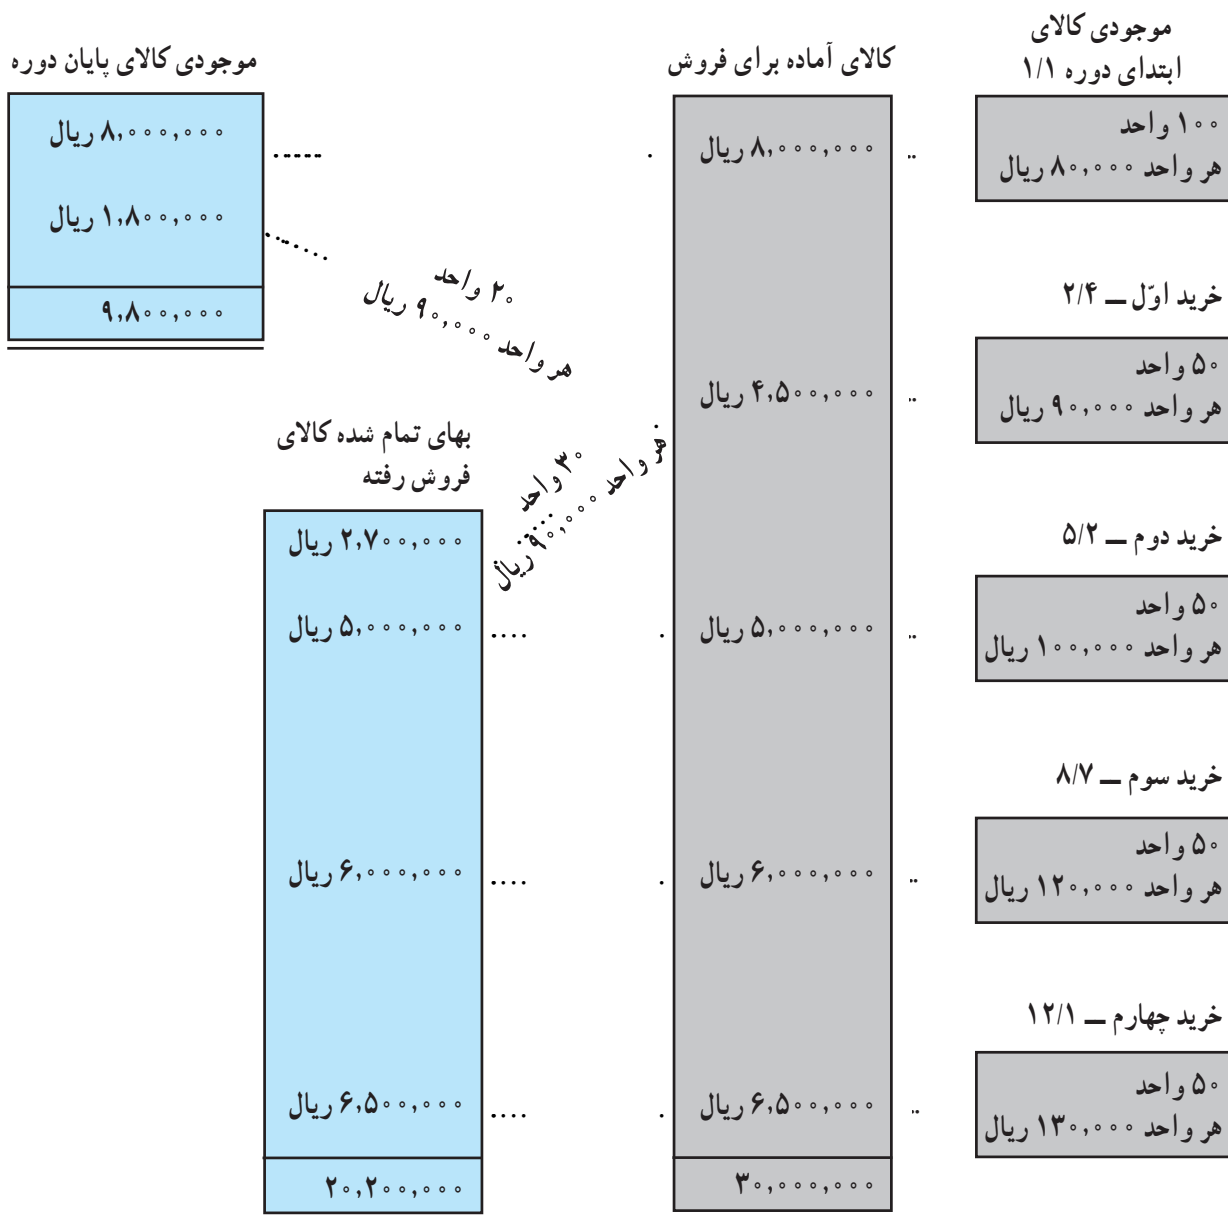 موجودی کالای
ابتدای دوره ۱/۱
۱۰۰ واحد
هر واحد ۸۰,۰۰۰ ریال
خرید اوّل ــ ۲/۴
۵۰ واحد
هر واحد ۹۰,۰۰۰ ریال
خرید دوم ــ ۵/۲
۵۰ واحد
هر واحد ۱۰۰,۰۰۰ ریال
خرید سوم ــ ۸/۷
۵۰ واحد
هر واحد ۱۲۰,۰۰۰ ریال
خرید چهارم ــ ۱۲/۱
۵۰ واحد
هر واحد ۱۳۰,۰۰۰ ریال
کالای آماده برای فروش
۸,۰۰۰,۰۰۰ ریال
۴,۵۰۰,۰۰۰ ریال
۵,۰۰۰,۰۰۰ ریال
۶,۰۰۰,۰۰۰ ریال
۶,۵۰۰,۰۰۰ ریال
۳۰,۰۰۰,۰۰۰
۲۰ واحد
هر واحد ۹۰,۰۰۰ ریال
۳۰ واحد
هر واحد ۹۰,۰۰۰ ریال
موجودی کالای پایان دوره
۸,۰۰۰,۰۰۰ ریال
۱,۸۰۰,۰۰۰ ریال
۹,۸۰۰,۰۰۰
بهای تمام شده کالای
فروش رفته
۲,۷۰۰,۰۰۰ ریال
۵,۰۰۰,۰۰۰ ریال
۶,۰۰۰,۰۰۰ ریال
۶,۵۰۰,۰۰۰ ریال
۲۰,۲۰۰,۰۰۰